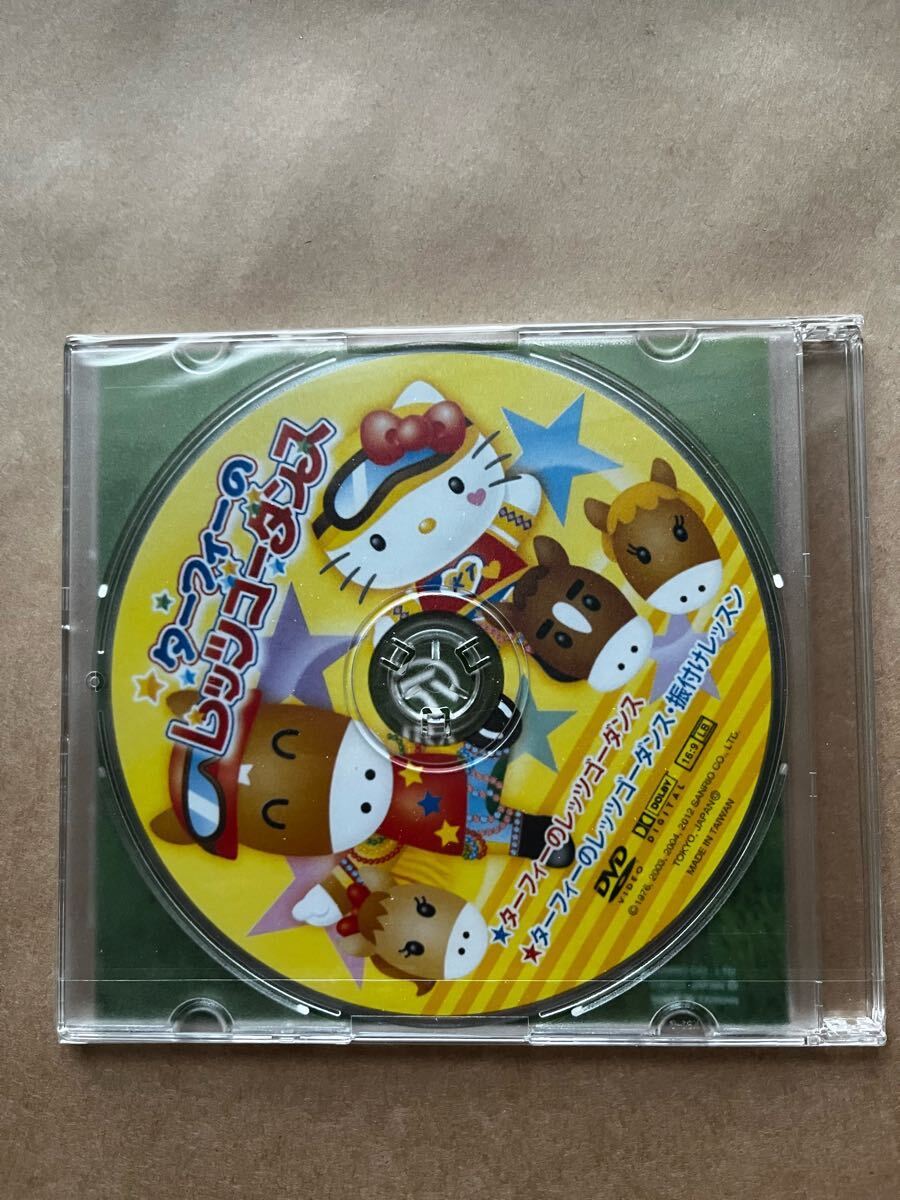 ターフィーの
レッツゴーダンス
★ターフィーのレッツゴーダンス
★ターフィーのレッツゴーダンス・振付けレッスン
DVD
VIDEO
DOLBY
DIGITAL
16:9 LB
©1976, 2003, 2004, 2012 SANRIO CO., LTD.
TOKYO, JAPAN Ⓛ
MADE IN TAIWAN